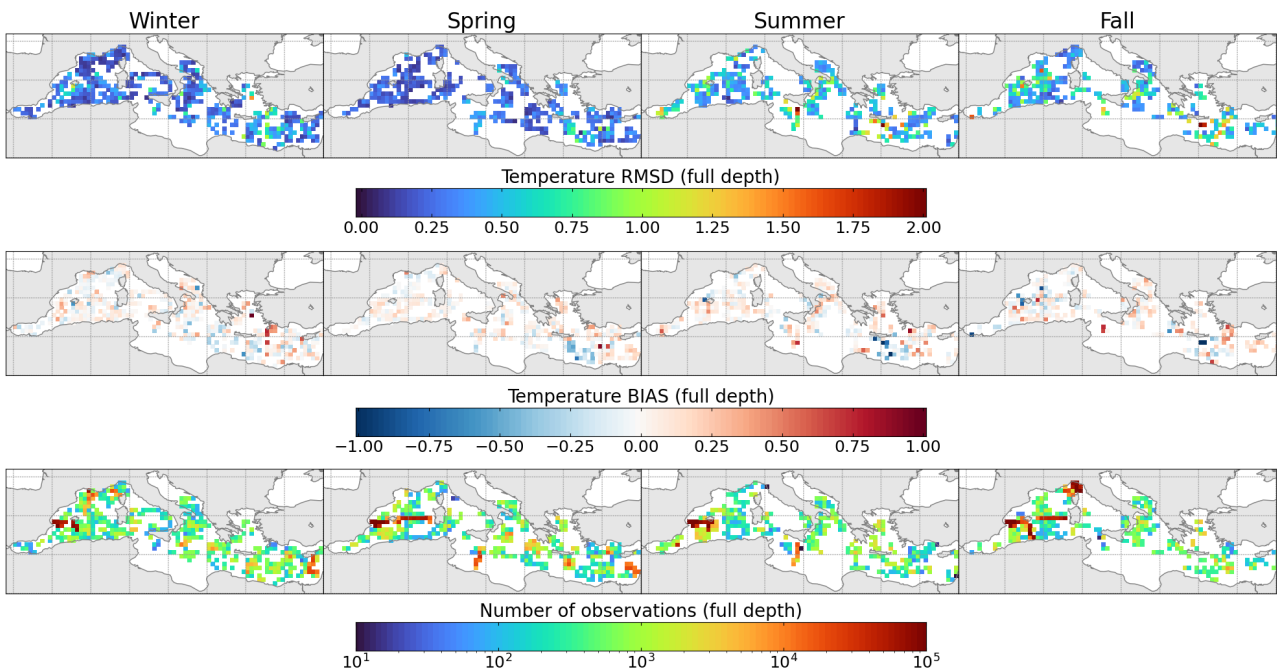 Winter Spring Summer Fall
Temperature RMSD (full depth)
0.00 0.25 0.50 0.75 1.00 1.25 1.50 1.75 2.00
Temperature BIAS (full depth)
−1.00 −0.75 −0.50 −0.25 0.00 0.25 0.50 0.75 1.00
Number of observations (full depth)
10¹ 10² 10³ 10⁴ 10⁵